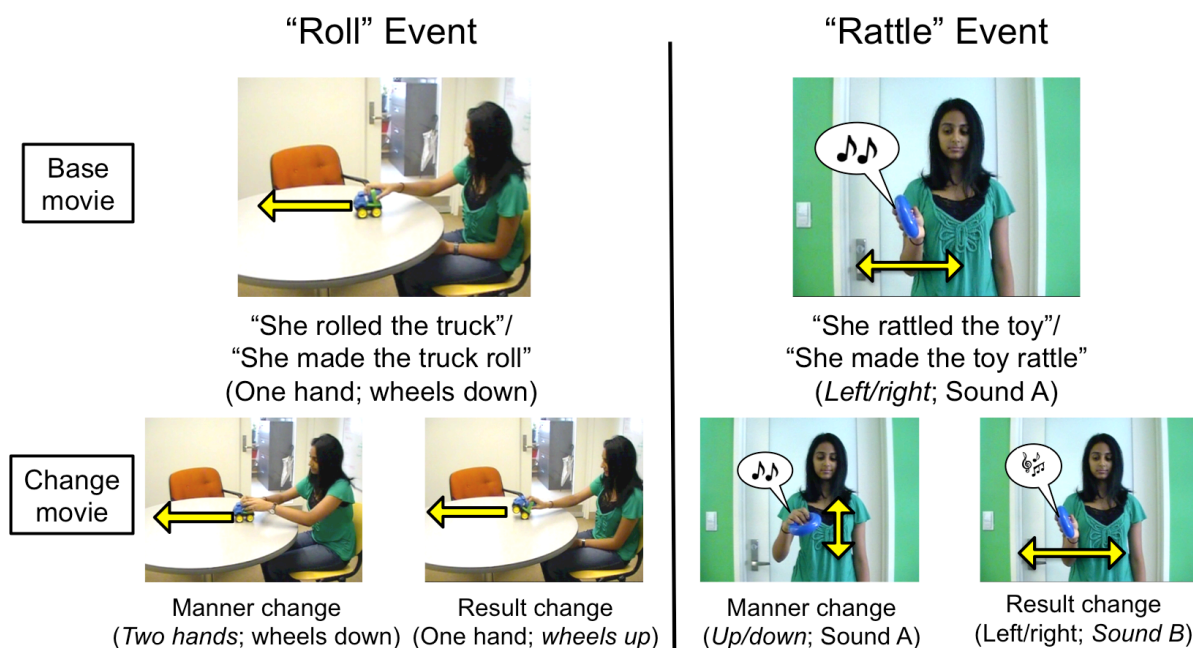 “Roll” Event
“Rattle” Event
Base
movie
“She rolled the truck”/
“She made the truck roll”
(One hand; wheels down)
“She rattled the toy”/
“She made the toy rattle”
(Left/right; Sound A)
Change
movie
Manner change
(Two hands; wheels down)
Result change
(One hand; wheels up)
Manner change
(Up/down; Sound A)
Result change
(Left/right; Sound B)